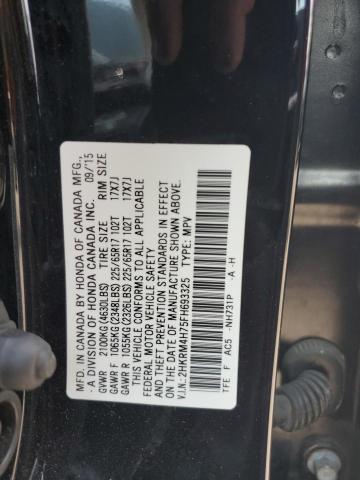 MFD. IN CANADA BY HONDA OF CANADA MFG.,
- A DIVISION OF HONDA CANADA INC. 09/15
GVWR 2100KG(4630LBS) TIRE SIZE RIM SIZE
GAWR F 1065KG(2348LBS) 225/65R17 102T 17X7J
GAWR R 1055KG(2326LBS) 225/65R17 102T 17X7J
THIS VEHICLE CONFORMS TO ALL APPLICABLE
FEDERAL MOTOR VEHICLE SAFETY
AND THEFT PREVENTION STANDARDS IN EFFECT
ON THE DATE OF MANUFACTURE SHOWN ABOVE.
V.I.N.:2HKRM4H75FH693325 TYPE: MPV
TFE F AC5 -NH731P -A -H